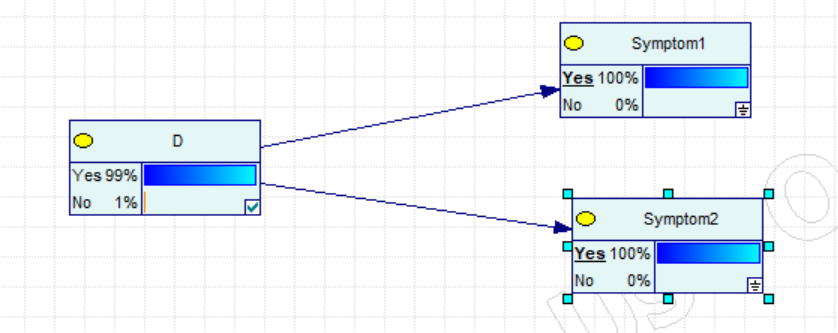 Symptom1
Yes 100%
No 0%
D
Yes 99%
No 1%
Symptom2
Yes 100%
No 0%